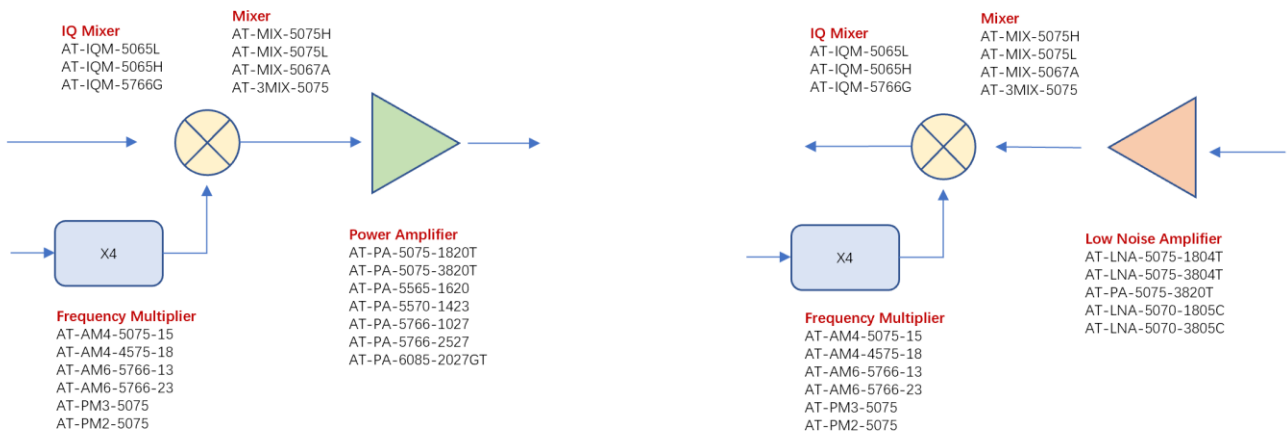 IQ Mixer
AT-IQM-5065L
AT-IQM-5065H
AT-IQM-5766G
Mixer
AT-MIX-5075H
AT-MIX-5075L
AT-MIX-5067A
AT-3MIX-5075
X4
Power Amplifier
AT-PA-5075-1820T
AT-PA-5075-3820T
AT-PA-5565-1620
AT-PA-5570-1423
AT-PA-5766-1027
AT-PA-5766-2527
AT-PA-6085-2027GT
Frequency Multiplier
AT-AM4-5075-15
AT-AM4-4575-18
AT-AM6-5766-13
AT-AM6-5766-23
AT-PM3-5075
AT-PM2-5075
IQ Mixer
AT-IQM-5065L
AT-IQM-5065H
AT-IQM-5766G
Mixer
AT-MIX-5075H
AT-MIX-5075L
AT-MIX-5067A
AT-3MIX-5075
X4
Low Noise Amplifier
AT-LNA-5075-1804T
AT-LNA-5075-3804T
AT-PA-5075-3820T
AT-LNA-5070-1805C
AT-LNA-5070-3805C
Frequency Multiplier
AT-AM4-5075-15
AT-AM4-4575-18
AT-AM6-5766-13
AT-AM6-5766-23
AT-PM3-5075
AT-PM2-5075